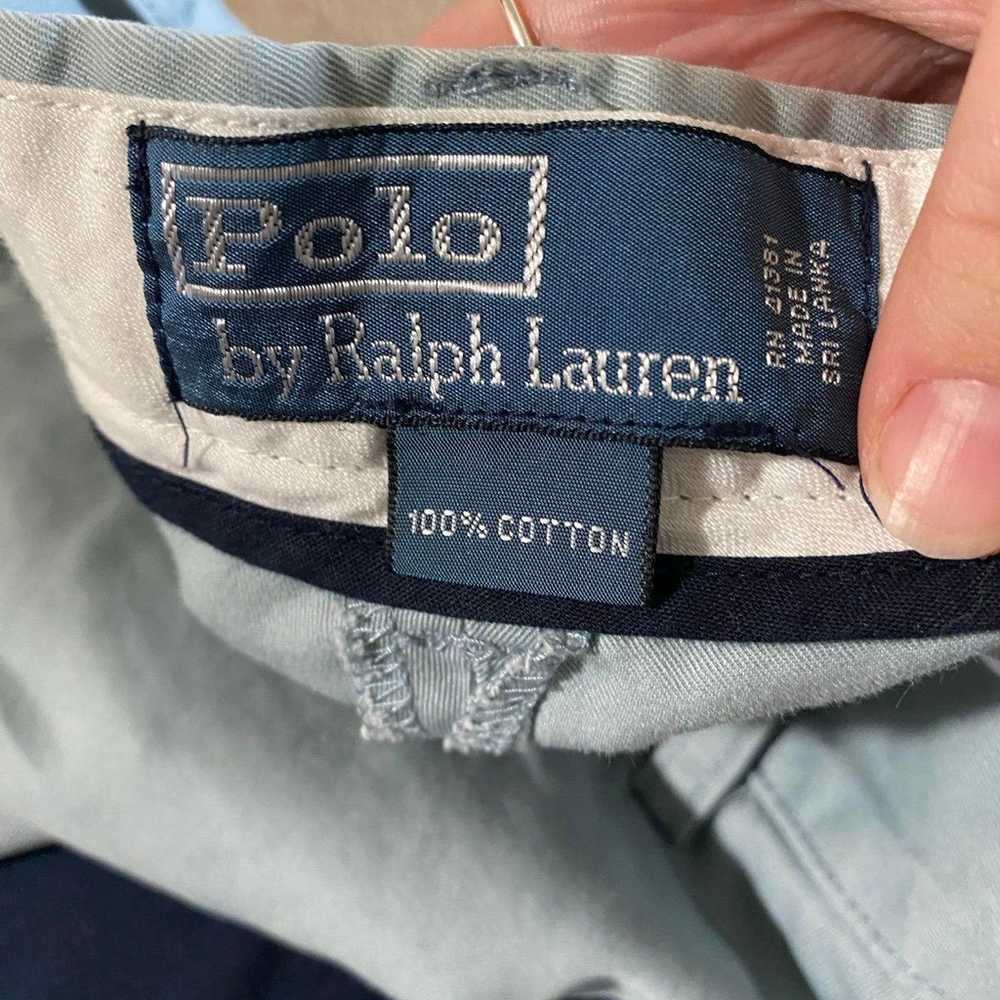 Polo
by Ralph Lauren
RN 41381
MADE IN
SRI LANKA
100% COTTON